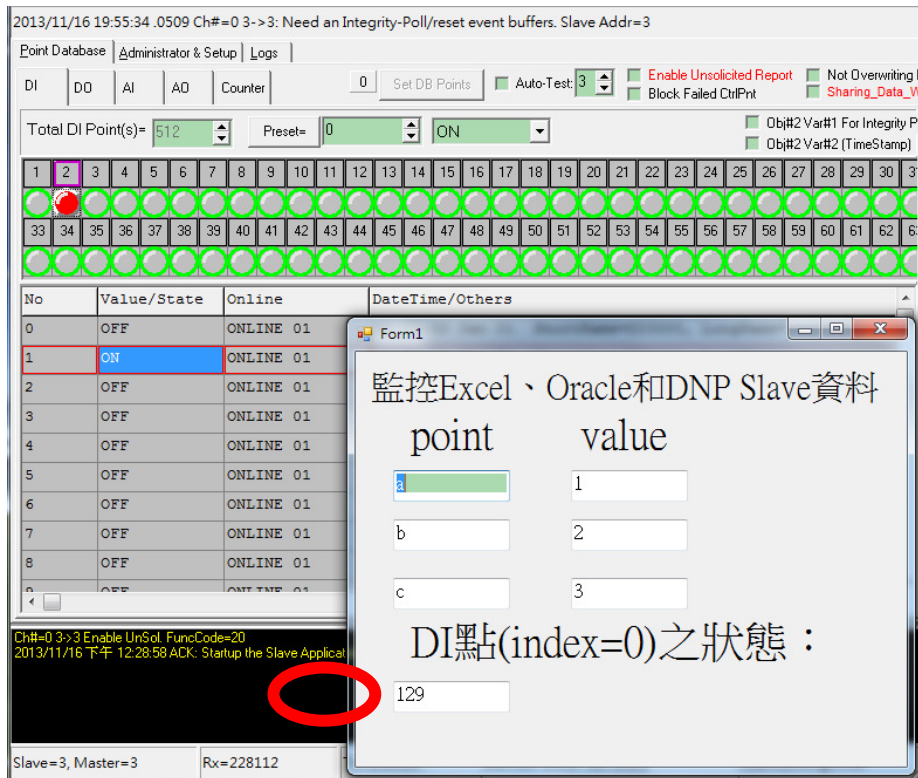 2013/11/16 19:55:34 .0509 Ch#=0 3->3: Need an Integrity-Poll/reset event buffers. Slave Addr=3
Point Database Administrator & Setup Logs
DI DO AI AO Counter 0 Set DB Points Auto-Test: 3 Enable Unsolicited Report Not Overwriting
Block Failed CtrlPnt Sharing_Data_W
Total DI Point(s)= 512 Preset= 0 ON Obj#2 Var#1 For Integrity P
Obj#2 Var#2 (TimeStamp)
1 2 3 4 5 6 7 8 9 10 11 12 13 14 15 16 17 18 19 20 21 22 23 24 25 26 27 28 29 30
33 34 35 36 37 38 39 40 41 42 43 44 45 46 47 48 49 50 51 52 53 54 55 56 57 58 59 60 61 62
No Value/State Online DateTime/Others
0 OFF ONLINE 01
1 ON ONLINE 01
2 OFF ONLINE 01
3 OFF ONLINE 01
4 OFF ONLINE 01
5 OFF ONLINE 01
6 OFF ONLINE 01
7 OFF ONLINE 01
8 OFF ONLINE 01
9 OFF ONLINE 01
Form1
監控Excel、Oracle和DNP Slave資料
point value
a 1
b 2
c 3
DI點(index=0)之狀態：
129
Ch#=0 3->3 Enable UnSol. FuncCode=20
2013/11/16 下午 12:28:58 ACK: Startup the Slave Applicat
Slave=3, Master=3 Rx=228112